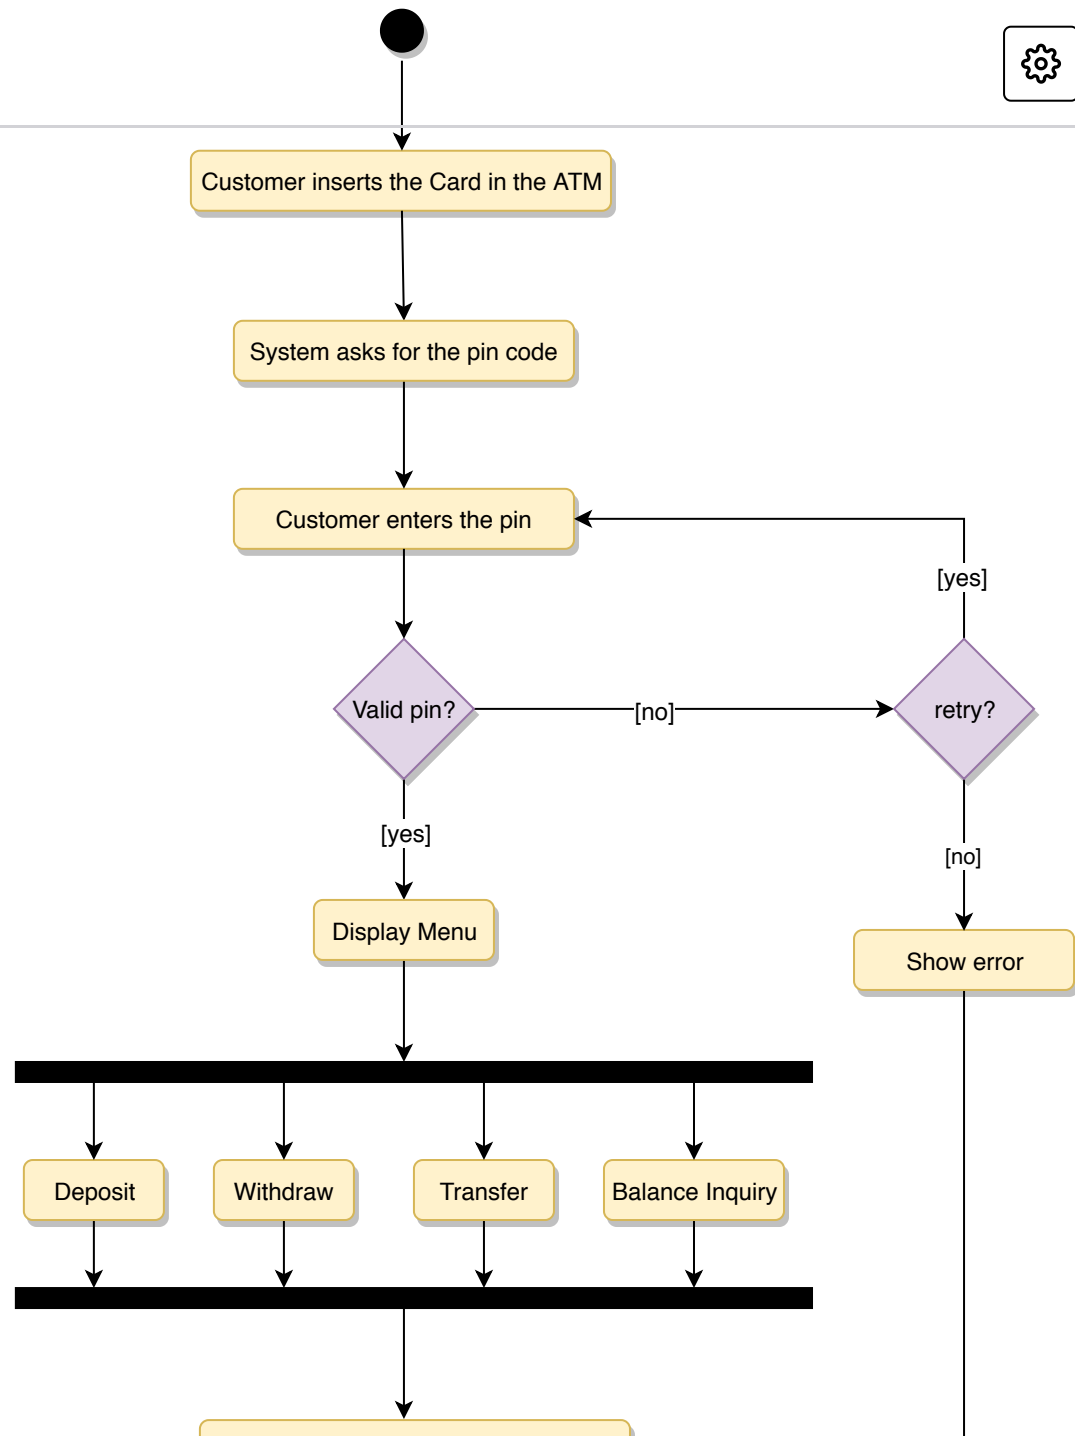 Customer inserts the Card in the ATM
System asks for the pin code
Customer enters the pin
[yes]
Valid pin?
[no]
retry?
[yes]
[no]
Display Menu
Show error
Deposit
Withdraw
Transfer
Balance Inquiry